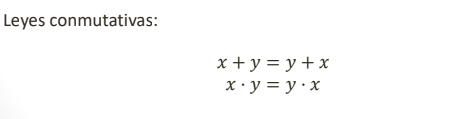 Leyes conmutativas:
x + y = y + x
x · y = y · x